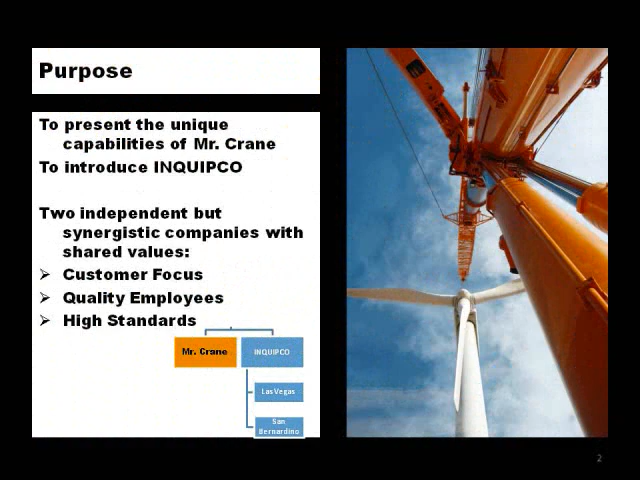 Purpose
To present the unique
capabilities of Mr. Crane
To introduce INQUIPCO
Two independent but
synergistic companies with
shared values:
➢ Customer Focus
➢ Quality Employees
➢ High Standards
Mr. Crane
INQUIPCO
Las Vegas
San
Bernardino
2